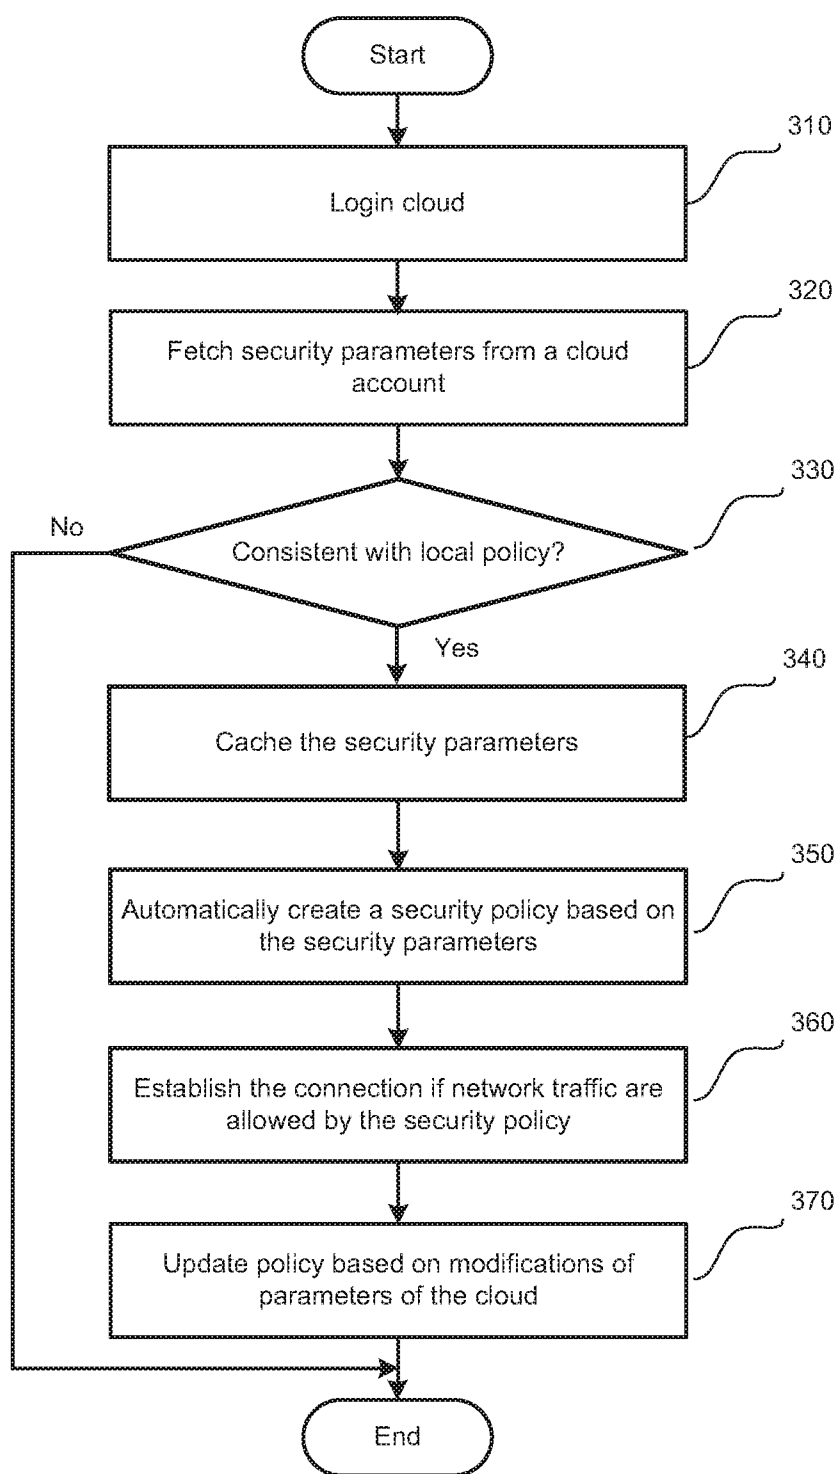 Start
310
Login cloud
320
Fetch security parameters from a cloud
account
330
No
Consistent with local policy?
Yes
340
Cache the security parameters
350
Automatically create a security policy based on
the security parameters
360
Establish the connection if network traffic are
allowed by the security policy
370
Update policy based on modifications of
parameters of the cloud
End